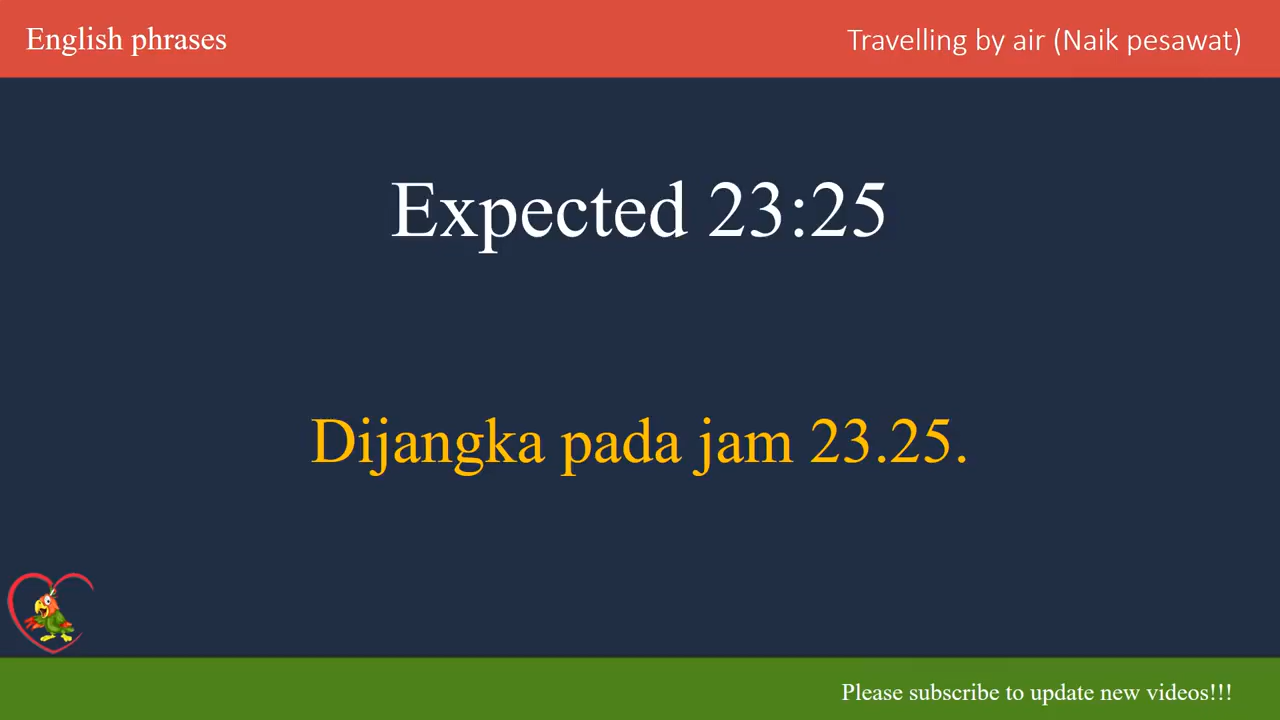 English phrases
Travelling by air (Naik pesawat)
Expected 23:25
Dijangka pada jam 23.25.
Please subscribe to update new videos!!!